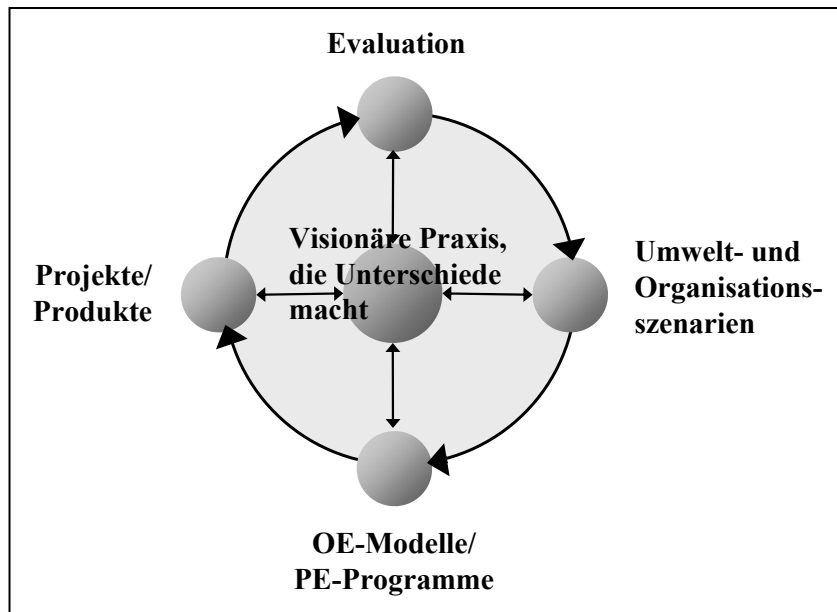 Evaluation
Visionäre Praxis,
die Unterschiede
macht
Projekte/
Produkte
Umwelt- und
Organisations-
szenarien
OE-Modelle/
PE-Programme